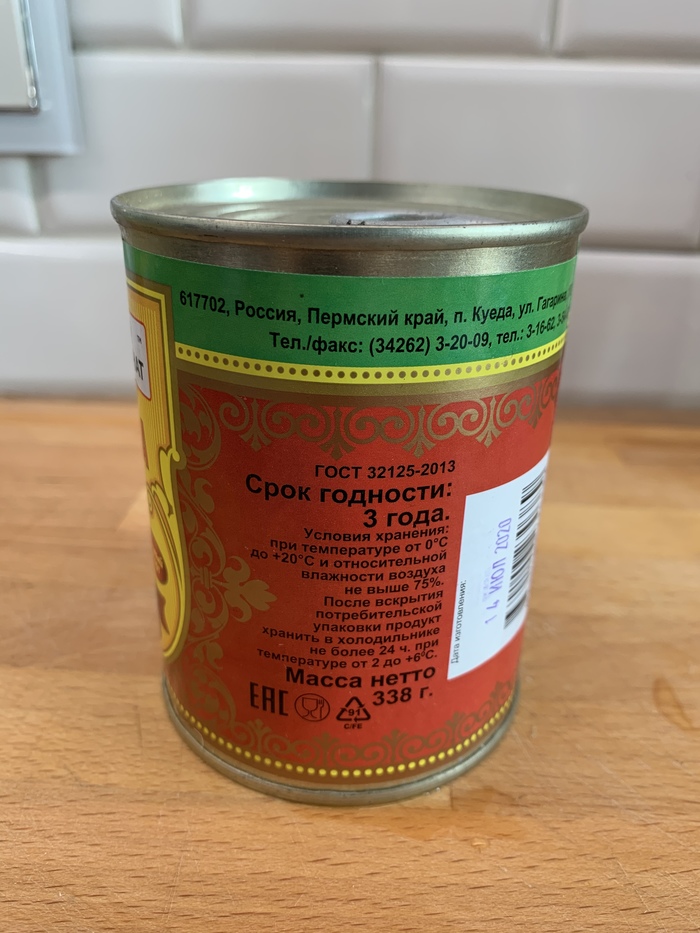 617702, Россия, Пермский край, п. Куеда, ул. Гагарина,
Тел./факс: (34262) 3-20-09, тел.: 3-16-62,
АТ
ГОСТ 32125-2013
Срок годности:
3 года.
Условия хранения:
при температуре от 0°С
до +20°С и относительной
влажности воздуха
не выше 75%.
После вскрытия
потребительской
упаковки продукт
хранить в холодильнике
не более 24 ч. при
температуре от 2 до +6°С.
Масса нетто
338 г.
ЕАС
91
C/FE
Дата изготовления:
14 ИЮЛ 2020